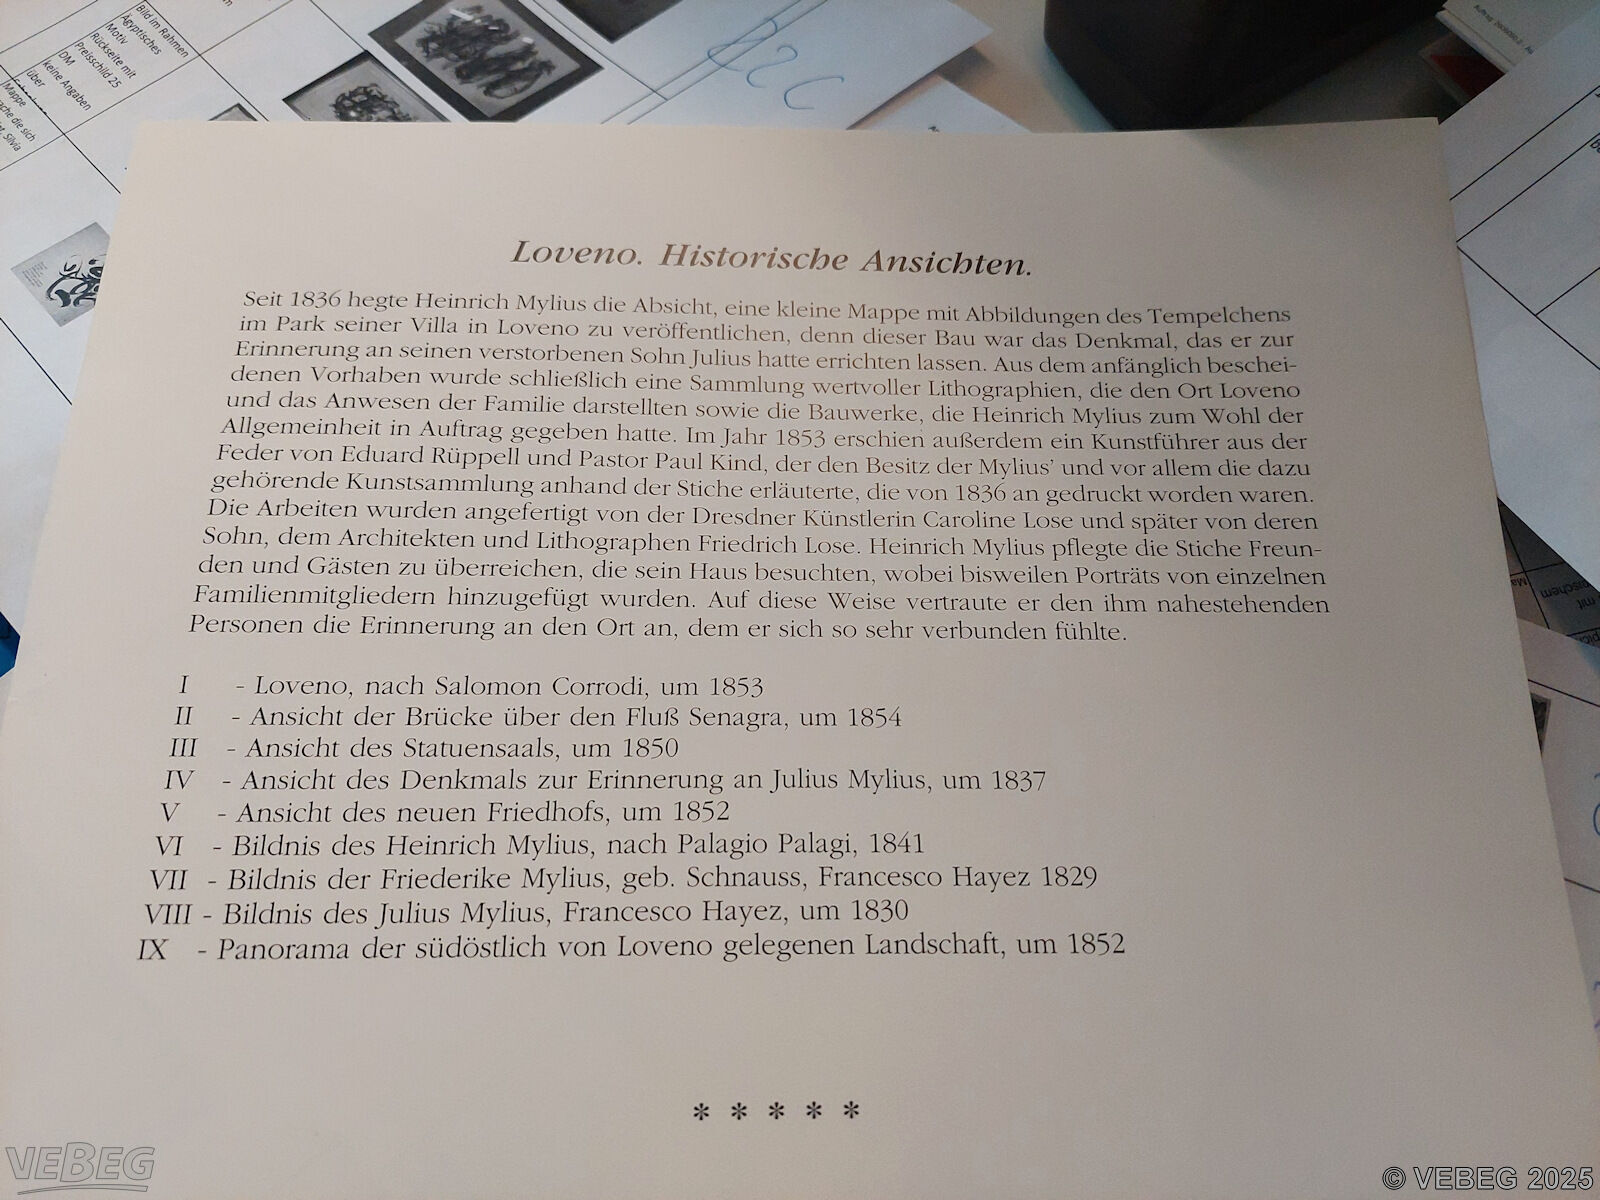 Bild im Rahmen
Ägyptisches
Motiv
Rückseite mit
Preisschild 25
DM
keine Angaben
über
Mappe
Loveno. Historische Ansichten.
Seit 1836 hegte Heinrich Mylius die Absicht, eine kleine Mappe mit Abbildungen des Tempelchens
im Park seiner Villa in Loveno zu veröffentlichen, denn dieser Bau war das Denkmal, das er zur
Erinnerung an seinen verstorbenen Sohn Julius hatte errichten lassen. Aus dem anfänglich beschei-
denen Vorhaben wurde schließlich eine Sammlung wertvoller Lithographien, die den Ort Loveno
und das Anwesen der Familie darstellten sowie die Bauwerke, die Heinrich Mylius zum Wohl der
Allgemeinheit in Auftrag gegeben hatte. Im Jahr 1853 erschien außerdem ein Kunstführer aus der
Feder von Eduard Rüppell und Pastor Paul Kind, der den Besitz der Mylius' und vor allem die dazu
gehörende Kunstsammlung anhand der Stiche erläuterte, die von 1836 an gedruckt worden waren.
Die Arbeiten wurden angefertigt von der Dresdner Künstlerin Caroline Lose und später von deren
Sohn, dem Architekten und Lithographen Friedrich Lose. Heinrich Mylius pflegte die Stiche Freun-
den und Gästen zu überreichen, die sein Haus besuchten, wobei bisweilen Porträts von einzelnen
Familienmitgliedern hinzugefügt wurden. Auf diese Weise vertraute er den ihm nahestehenden
Personen die Erinnerung an den Ort an, dem er sich so sehr verbunden fühlte.
I - Loveno, nach Salomon Corrodi, um 1853
II - Ansicht der Brücke über den Fluß Senagra, um 1854
III - Ansicht des Statuensaals, um 1850
IV - Ansicht des Denkmals zur Erinnerung an Julius Mylius, um 1837
V - Ansicht des neuen Friedhofs, um 1852
VI - Bildnis des Heinrich Mylius, nach Palagio Palagi, 1841
VII - Bildnis der Friederike Mylius, geb. Schnauss, Francesco Hayez 1829
VIII - Bildnis des Julius Mylius, Francesco Hayez, um 1830
IX - Panorama der südöstlich von Loveno gelegenen Landschaft, um 1852
* * * * *
VEBEG
© VEBEG 2025